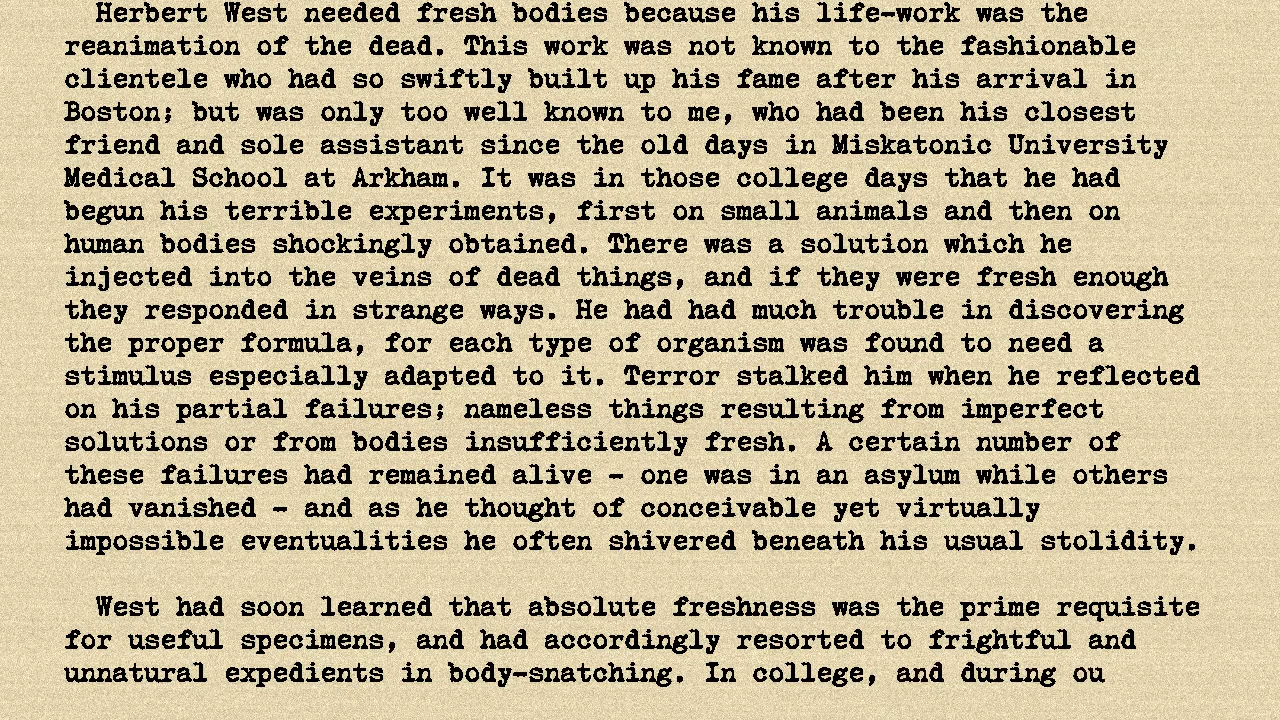 Herbert West needed fresh bodies because his life-work was the
reanimation of the dead. This work was not known to the fashionable
clientele who had so swiftly built up his fame after his arrival in
Boston; but was only too well known to me, who had been his closest
friend and sole assistant since the old days in Miskatonic University
Medical School at Arkham. It was in those college days that he had
begun his terrible experiments, first on small animals and then on
human bodies shockingly obtained. There was a solution which he
injected into the veins of dead things, and if they were fresh enough
they responded in strange ways. He had had much trouble in discovering
the proper formula, for each type of organism was found to need a
stimulus especially adapted to it. Terror stalked him when he reflected
on his partial failures; nameless things resulting from imperfect
solutions or from bodies insufficiently fresh. A certain number of
these failures had remained alive – one was in an asylum while others
had vanished – and as he thought of conceivable yet virtually
impossible eventualities he often shivered beneath his usual stolidity.
West had soon learned that absolute freshness was the prime requisite
for useful specimens, and had accordingly resorted to frightful and
unnatural expedients in body-snatching. In college, and during ou